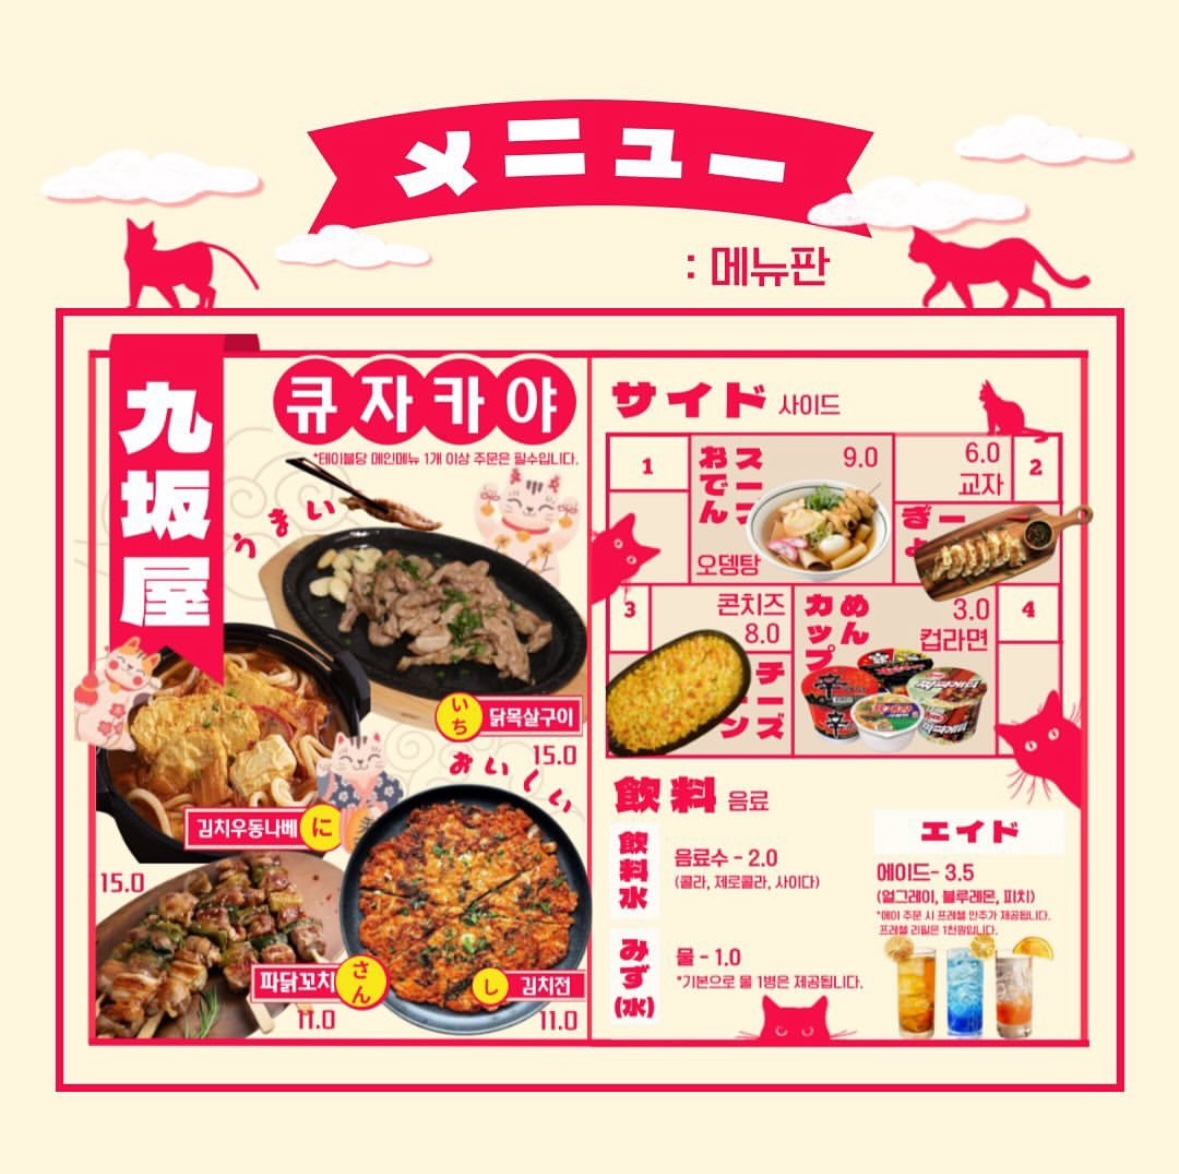 メニュー
: 메뉴판
九坂屋
큐자카야
*테이블당 메인메뉴 1개 이상 주문은 필수입니다.
うまい
いち
닭목살구이
15.0
김치우동나베
に
15.0
おいしい
파닭꼬치
さん
11.0
し
김치전
11.0
サイド 사이드
1
おでん
スープ
9.0
오뎅탕
6.0
교자
2
ぎょ
ー
3
콘치즈
8.0
チーズ
ン
カップ
めん
3.0
컵라면
4
飲料 음료
飲料水
음료수 - 2.0
(콜라, 제로콜라, 사이다)
みず(水)
물 - 1.0
*기본으로 물 1병은 제공됩니다.
エイド
에이드- 3.5
(얼그레이, 블루레몬, 피치)
*에이 주문 시 프레첼 안주가 제공됩니다.
프레첼 리필은 1천원입니다.